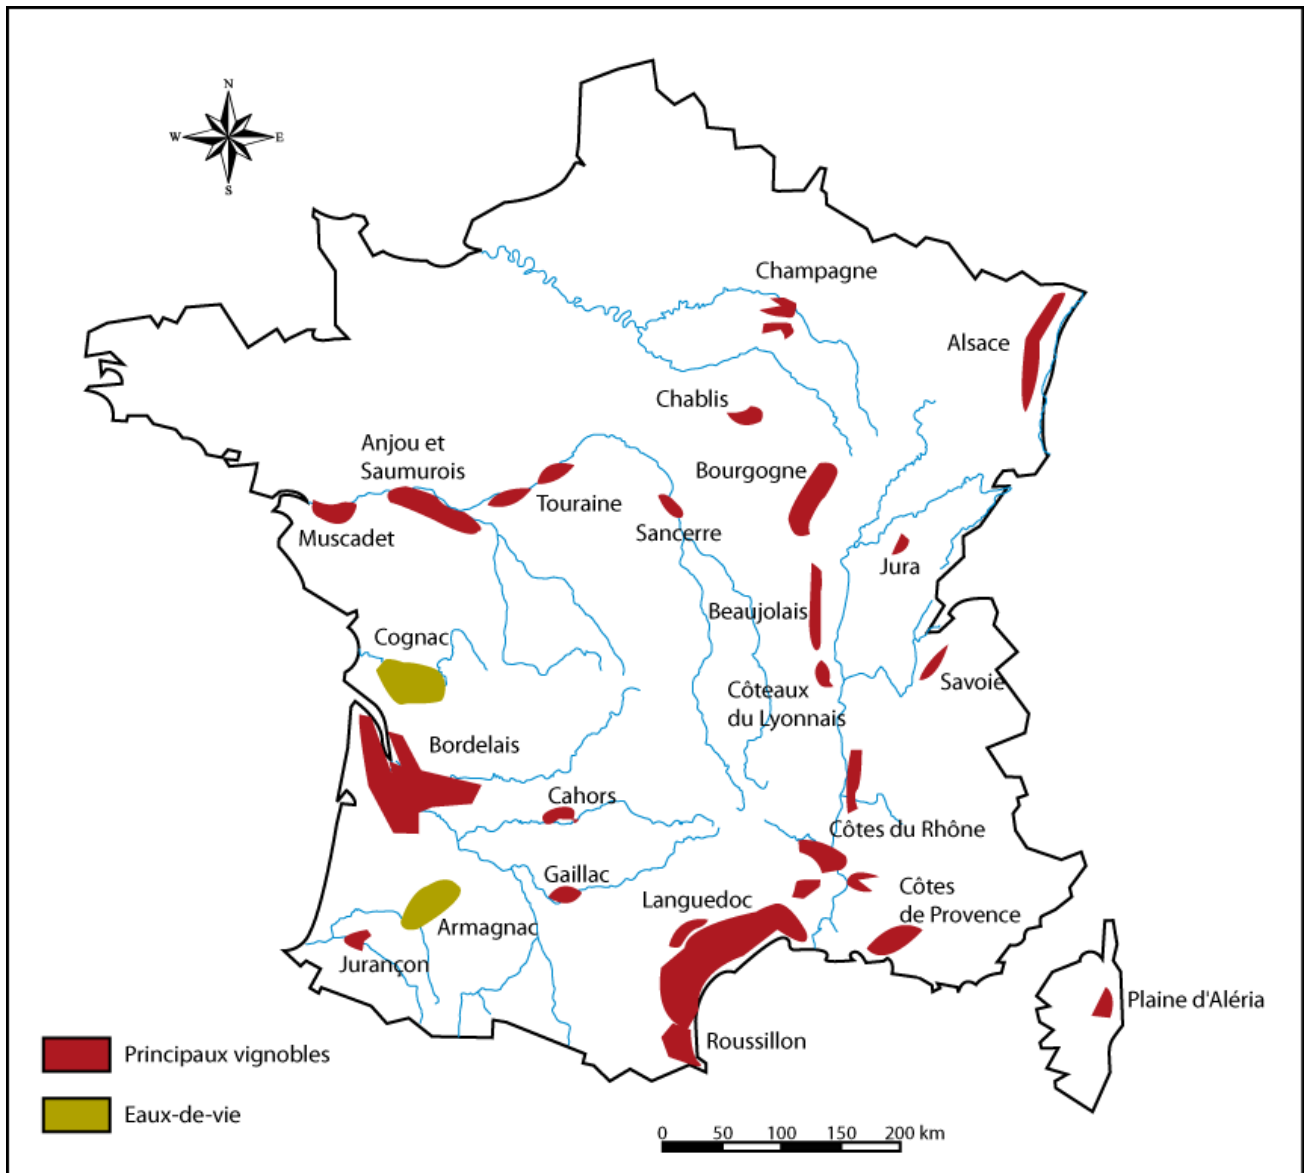 N
W
E
S
Champagne
Alsace
Chablis
Anjou et
Saumurois
Bourgogne
Touraine
Sancerre
Muscadet
Jura
Beaujolais
Cognac
Savoie
Côteaux
du Lyonnais
Bordelais
Cahors
Côtes du Rhône
Gaillac
Côtes
de Provence
Languedoc
Armagnac
Jurançon
Plaine d'Aléria
Roussillon
Principaux vignobles
Eaux-de-vie
0 50 100 150 200 km